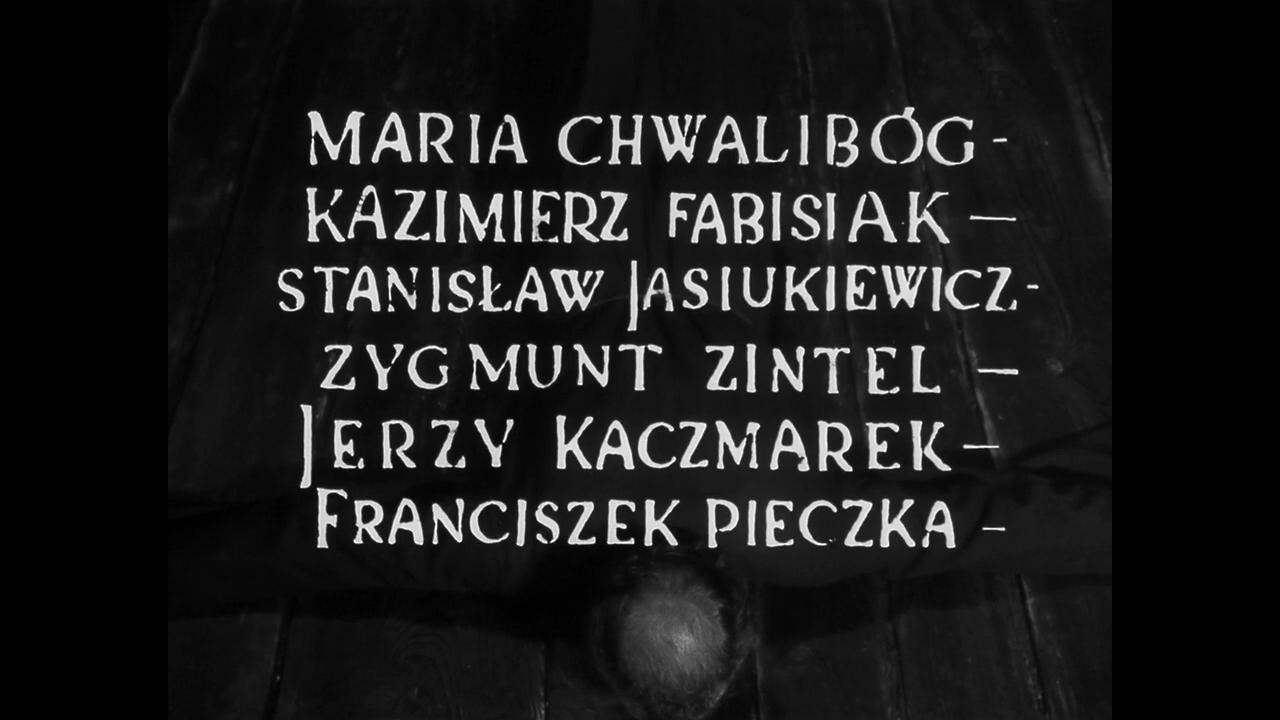 MARIA CHWALIBÓG -
KAZIMIERZ FABISIAK —
STANISŁAW JASIUKIEWICZ -
ZYGMUNT ZINTEL —
JERZY KACZMAREK —
FRANCISZEK PIECZKA -